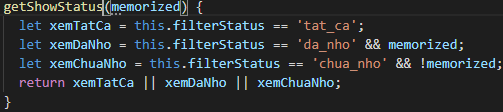 getShowStatus(memorized) {
let xemTatCa = this.filterStatus == 'tat_ca';
let xemDaNho = this.filterStatus == 'da_nho' && memorized;
let xemChuaNho = this.filterStatus == 'chua_nho' && !memorized;
return xemTatCa || xemDaNho || xemChuaNho;
}